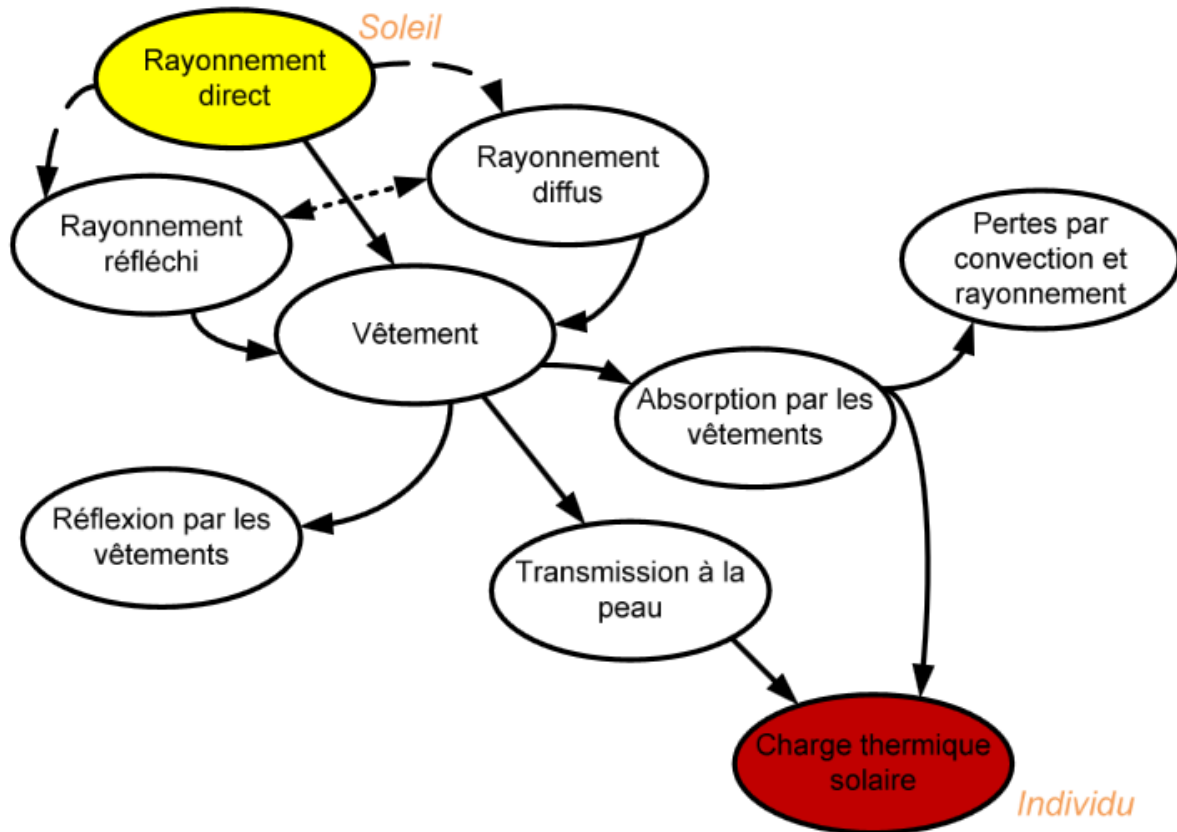 Soleil
Rayonnement
direct
Rayonnement
diffus
Rayonnement
réfléchi
Pertes par
convection et
rayonnement
Vêtement
Absorption par les
vêtements
Réflexion par les
vêtements
Transmission à la
peau
Charge thermique
solaire
Individu